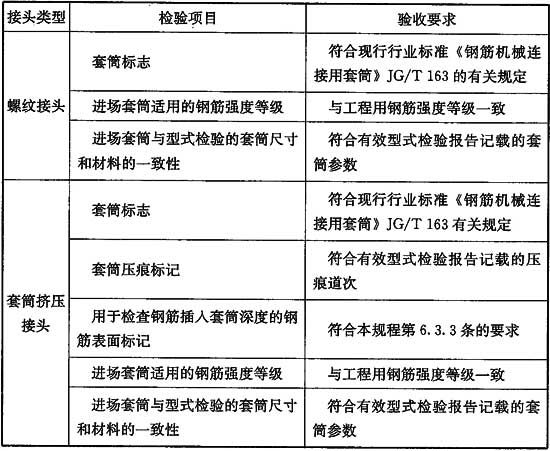 接头类型 检验项目 验收要求
螺纹接头
套筒标志
符合现行行业标准《钢筋机械连
接用套筒》JG/T 163 的有关规定
进场套筒适用的钢筋强度等级
与工程用钢筋强度等级一致
进场套筒与型式检验的套筒尺寸
和材料的一致性
符合有效型式检验报告记载的套
筒参数
套筒挤压
接头
套筒标志
符合现行行业标准《钢筋机械连
接用套筒》JG/T 163 有关规定
套筒压痕标记
符合有效型式检验报告记载的压
痕道次
用于检查钢筋插入套筒深度的钢
筋表面标记
符合本规程第 6.3.3 条的要求
进场套筒适用的钢筋强度等级
与工程用钢筋强度等级一致
进场套筒与型式检验的套筒尺寸
和材料的一致性
符合有效型式检验报告记载的套
筒参数